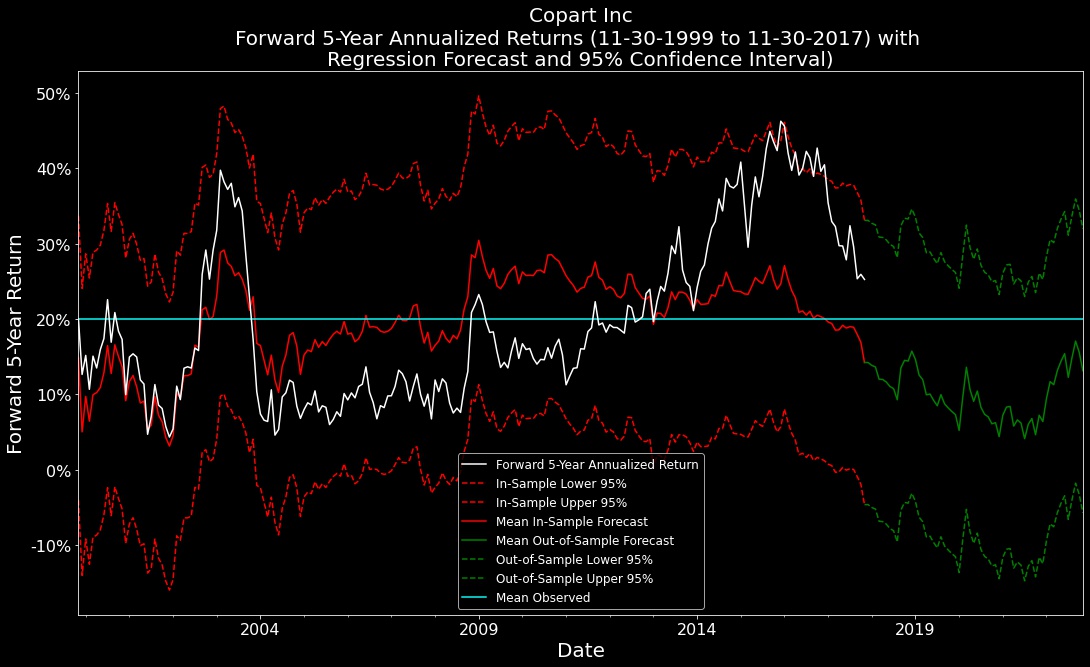 Copart Inc
Forward 5-Year Annualized Returns (11-30-1999 to 11-30-2017) with
Regression Forecast and 95% Confidence Interval)
50%
40%
30%
20%
10%
0%
-10%
Forward 5-Year Return
Forward 5-Year Annualized Return
In-Sample Lower 95%
In-Sample Upper 95%
Mean In-Sample Forecast
Mean Out-of-Sample Forecast
Out-of-Sample Lower 95%
Out-of-Sample Upper 95%
Mean Observed
2004
2009
2014
2019
Date